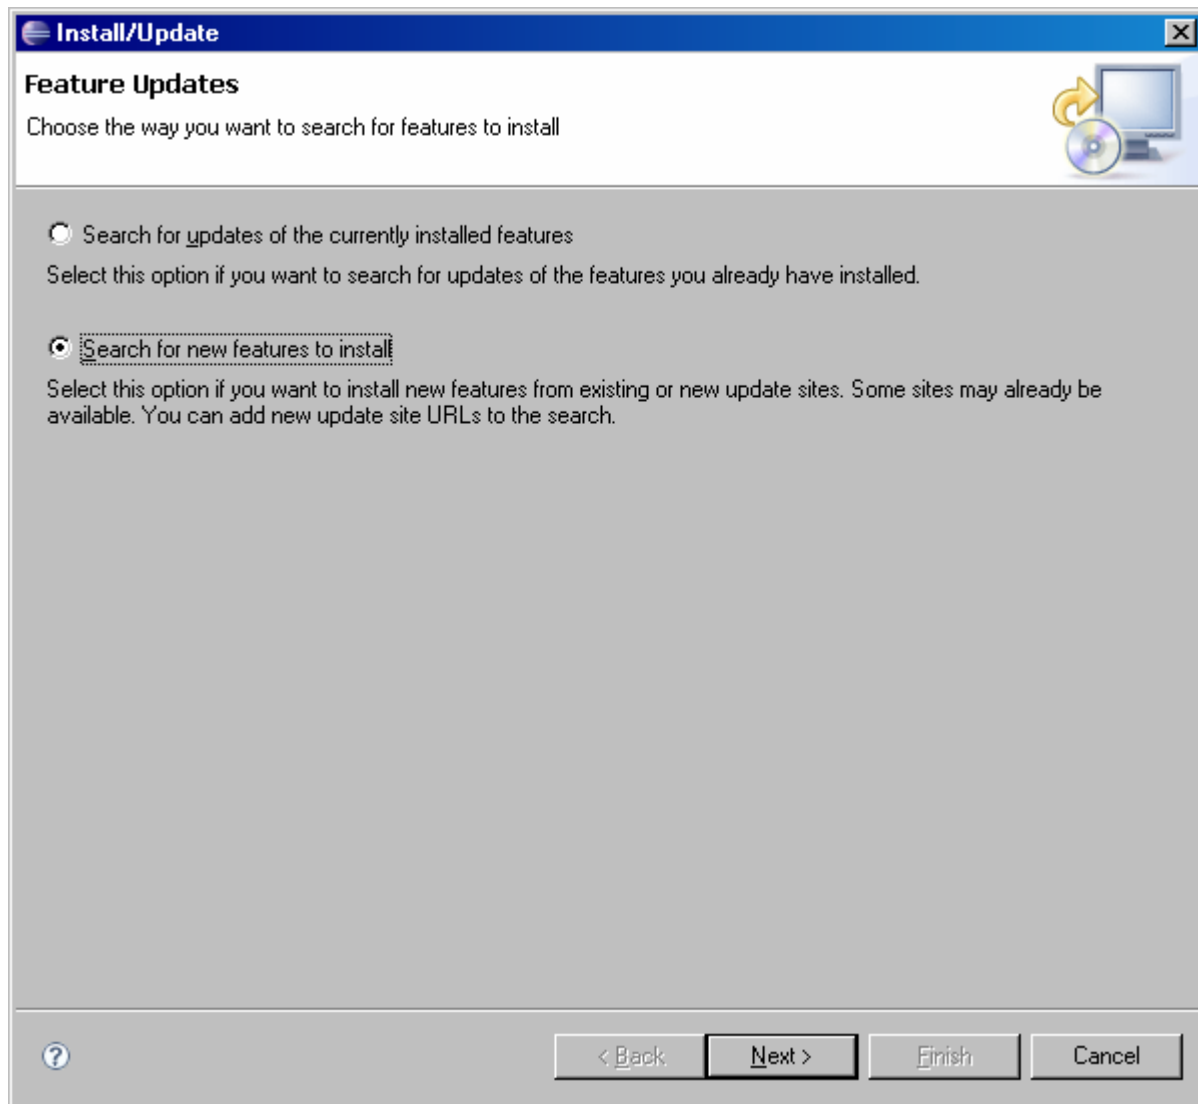 Install/Update
Feature Updates
Choose the way you want to search for features to install
Search for updates of the currently installed features
Select this option if you want to search for updates of the features you already have installed.
Search for new features to install
Select this option if you want to install new features from existing or new update sites. Some sites may already be
available. You can add new update site URLs to the search.
? < Back Next > Finish Cancel